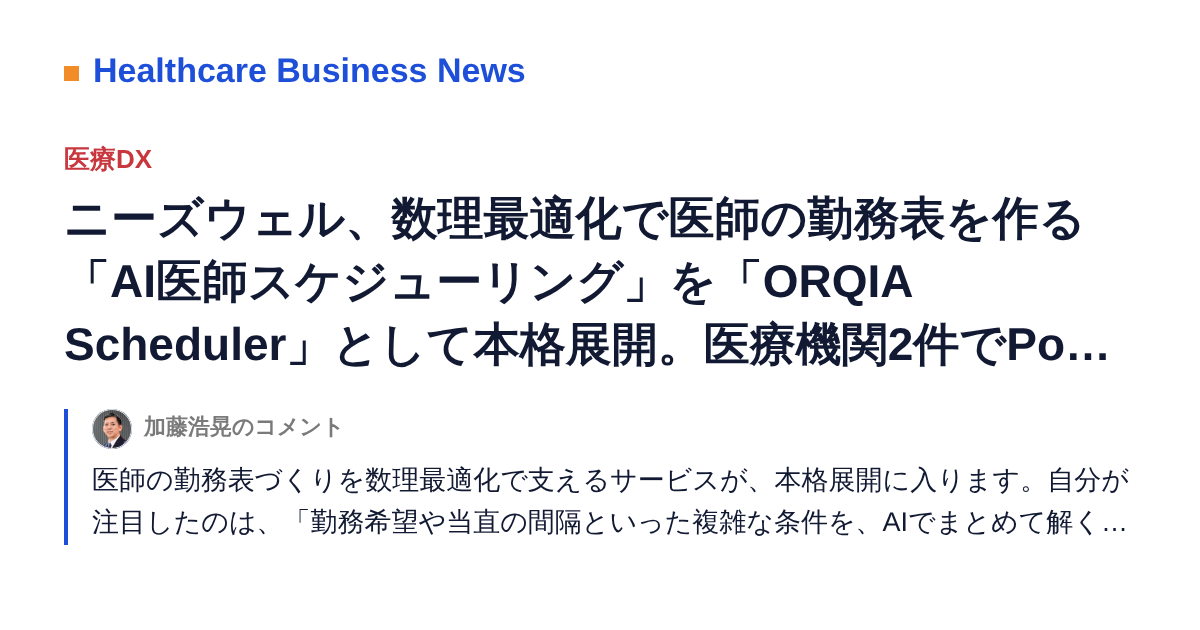 Healthcare Business News
医療DX
ニーズウェル、数理最適化で医師の勤務表を作る
「AI医師スケジューリング」を「ORQIA
Scheduler」として本格展開。医療機関2件でPo…
加藤浩晃のコメント
医師の勤務表づくりを数理最適化で支えるサービスが、本格展開に入ります。自分が
注目したのは、「勤務希望や当直の間隔といった複雑な条件を、AIでまとめて解く…